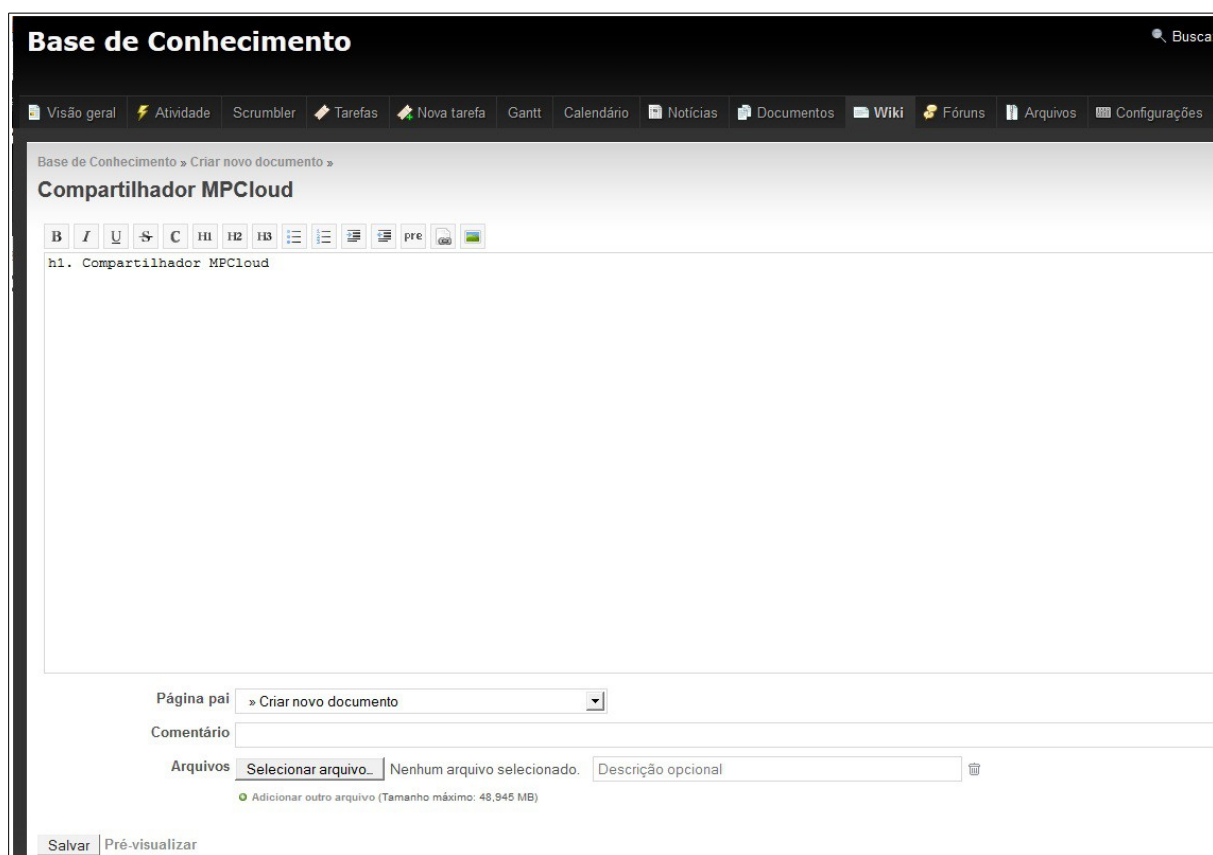 Base de Conhecimento
Busca
Visão geral Atividade Scrumbler Tarefas Nova tarefa Gantt Calendário Notícias Documentos Wiki Fóruns Arquivos Configurações
Base de Conhecimento » Criar novo documento »
Compartilhador MPCloud
B I U S C H1 H2 H3 pre
h1. Compartilhador MPCloud
Página pai » Criar novo documento
Comentário
Arquivos Selecionar arquivo… Nenhum arquivo selecionado. Descrição opcional
Adicionar outro arquivo (Tamanho máximo: 48,945 MB)
Salvar Pré-visualizar